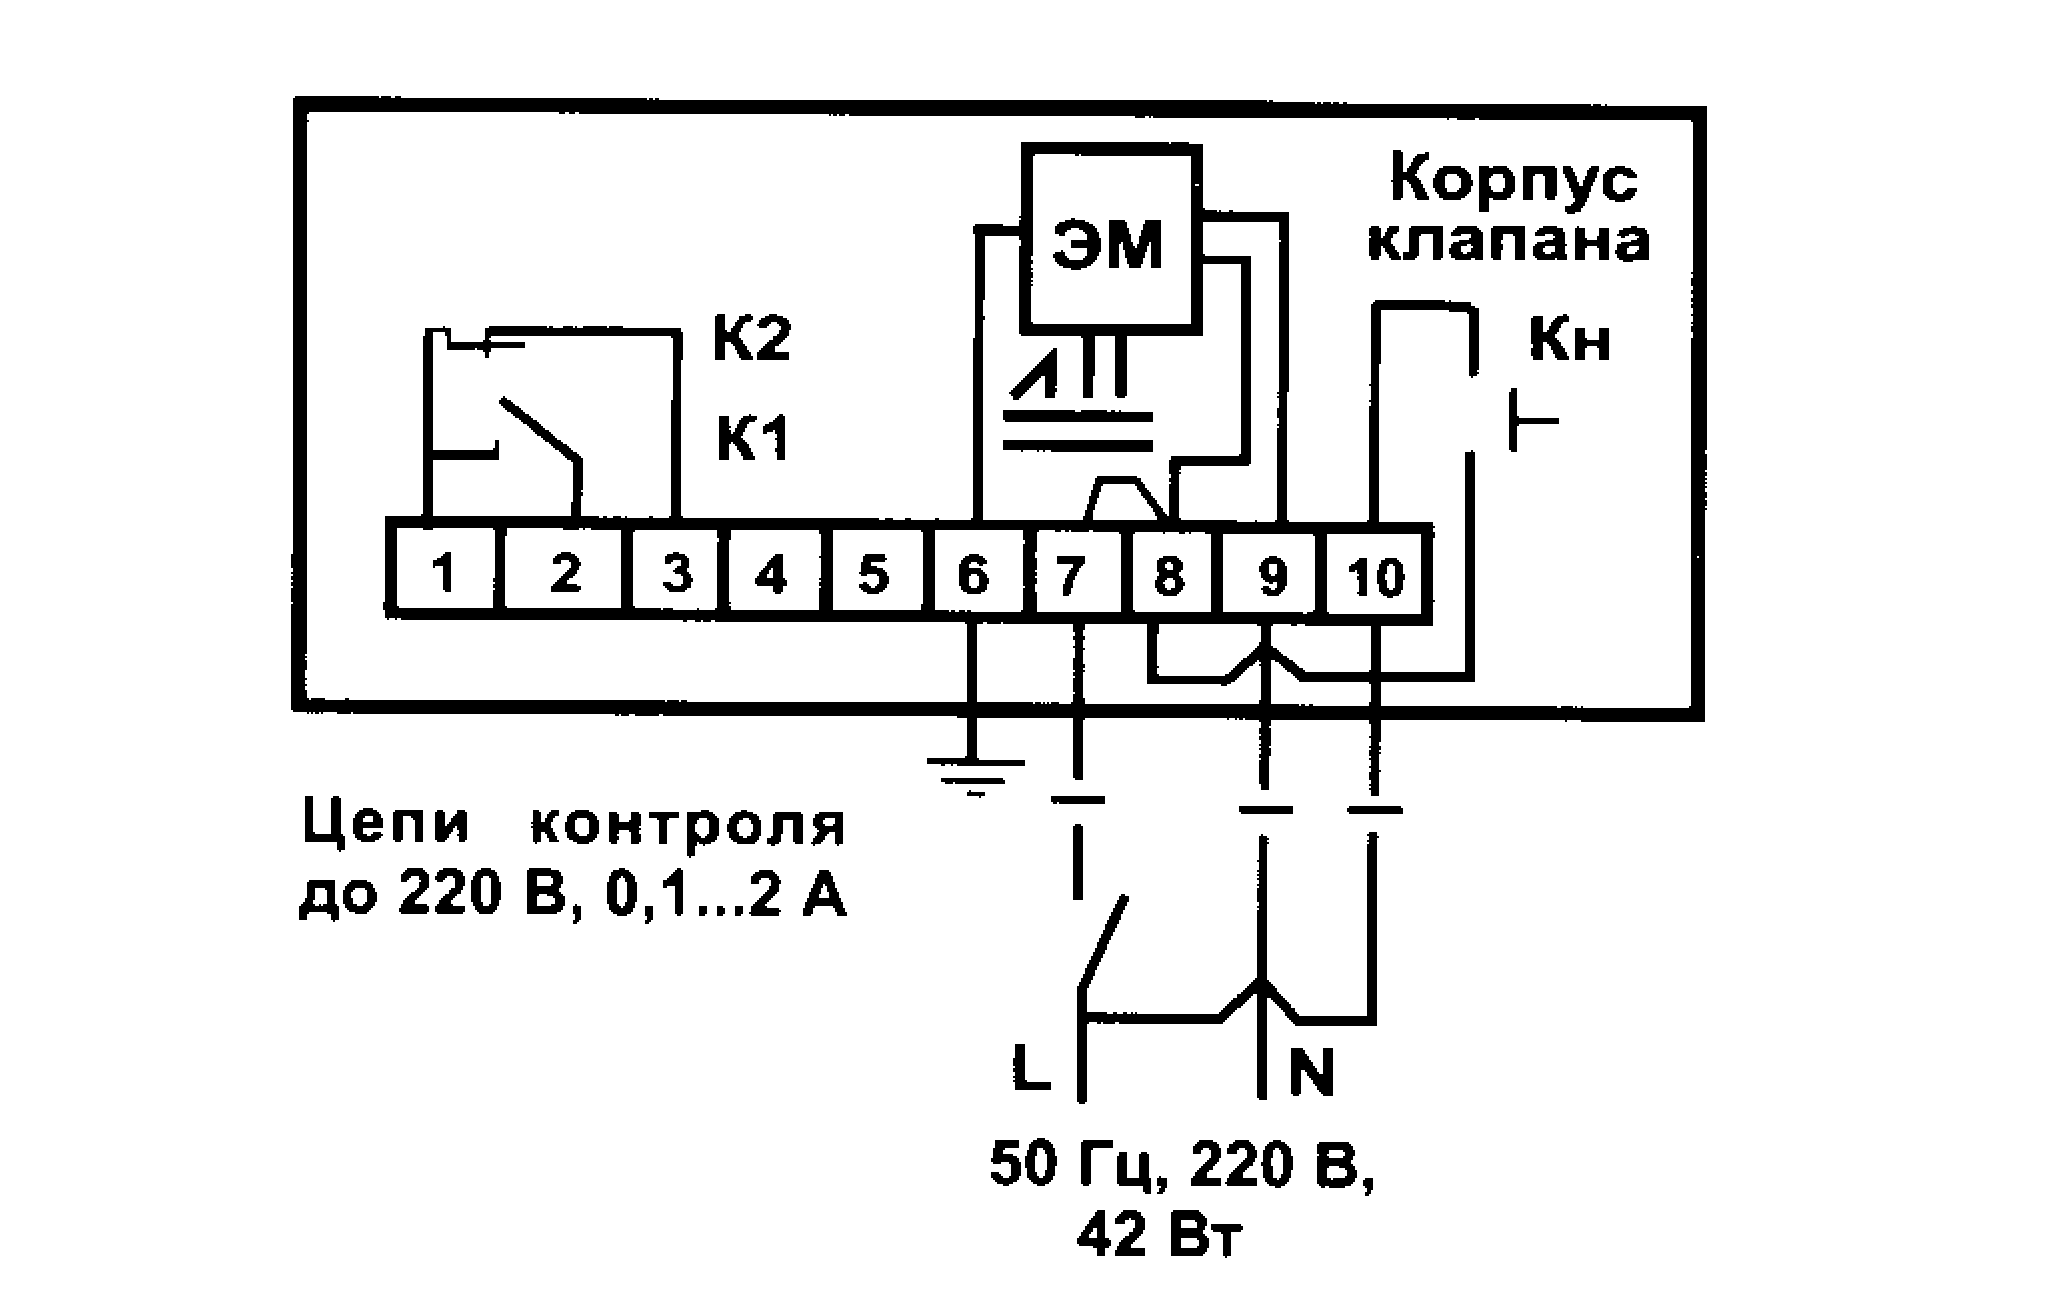 Корпус
клапана
ЭМ
К2
Кн
К1
1 2 3 4 5 6 7 8 9 10
Цепи контроля
до 220 В, 0,1...2 А
L N
50 Гц, 220 В,
42 Вт